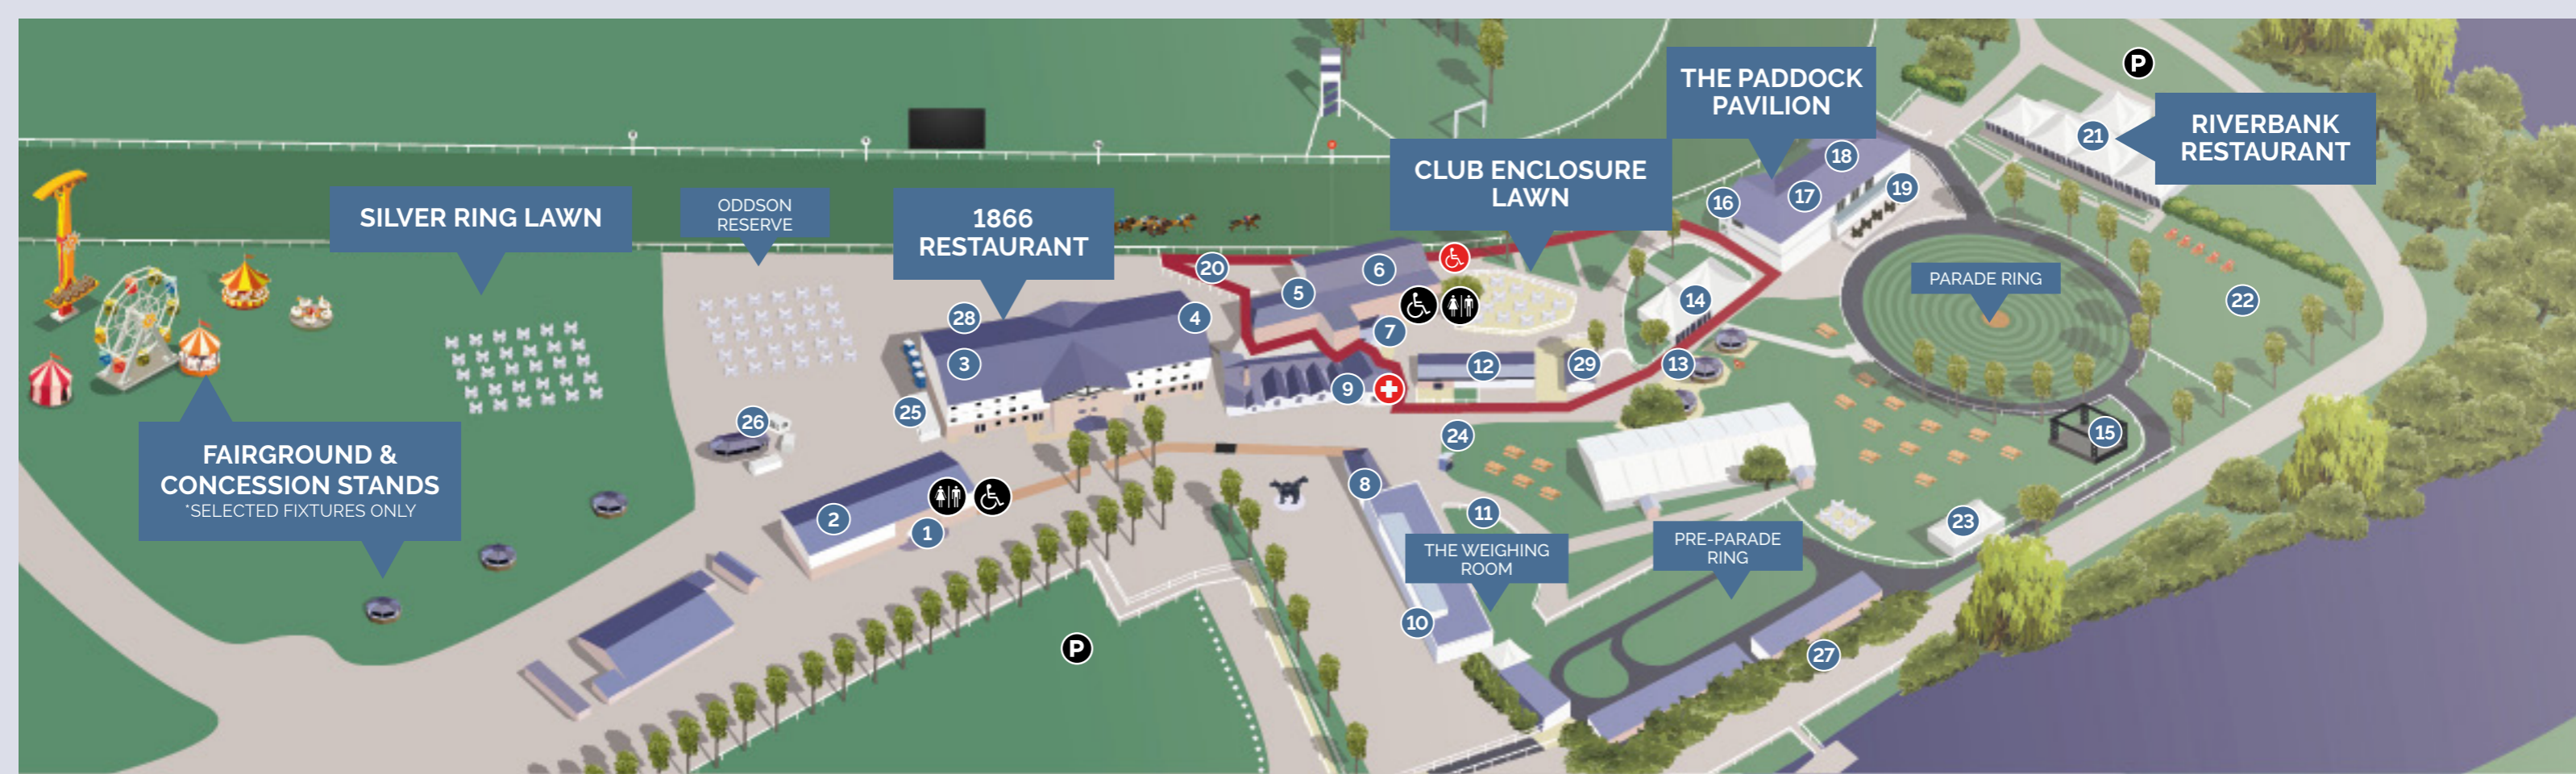 P
THE PADDOCK
PAVILION
RIVERBANK
RESTAURANT
21
18
CLUB ENCLOSURE
LAWN
17
19
16
SILVER RING LAWN
ODDSON
RESERVE
1866
RESTAURANT
20
6
5
14
PARADE RING
22
28
4
7
3
12
29
13
9
25
26
24
15
FAIRGROUND &
CONCESSION STANDS
*SELECTED FIXTURES ONLY
8
2
1
11
23
THE WEIGHING
ROOM
PRE-PARADE
RING
10
P
27